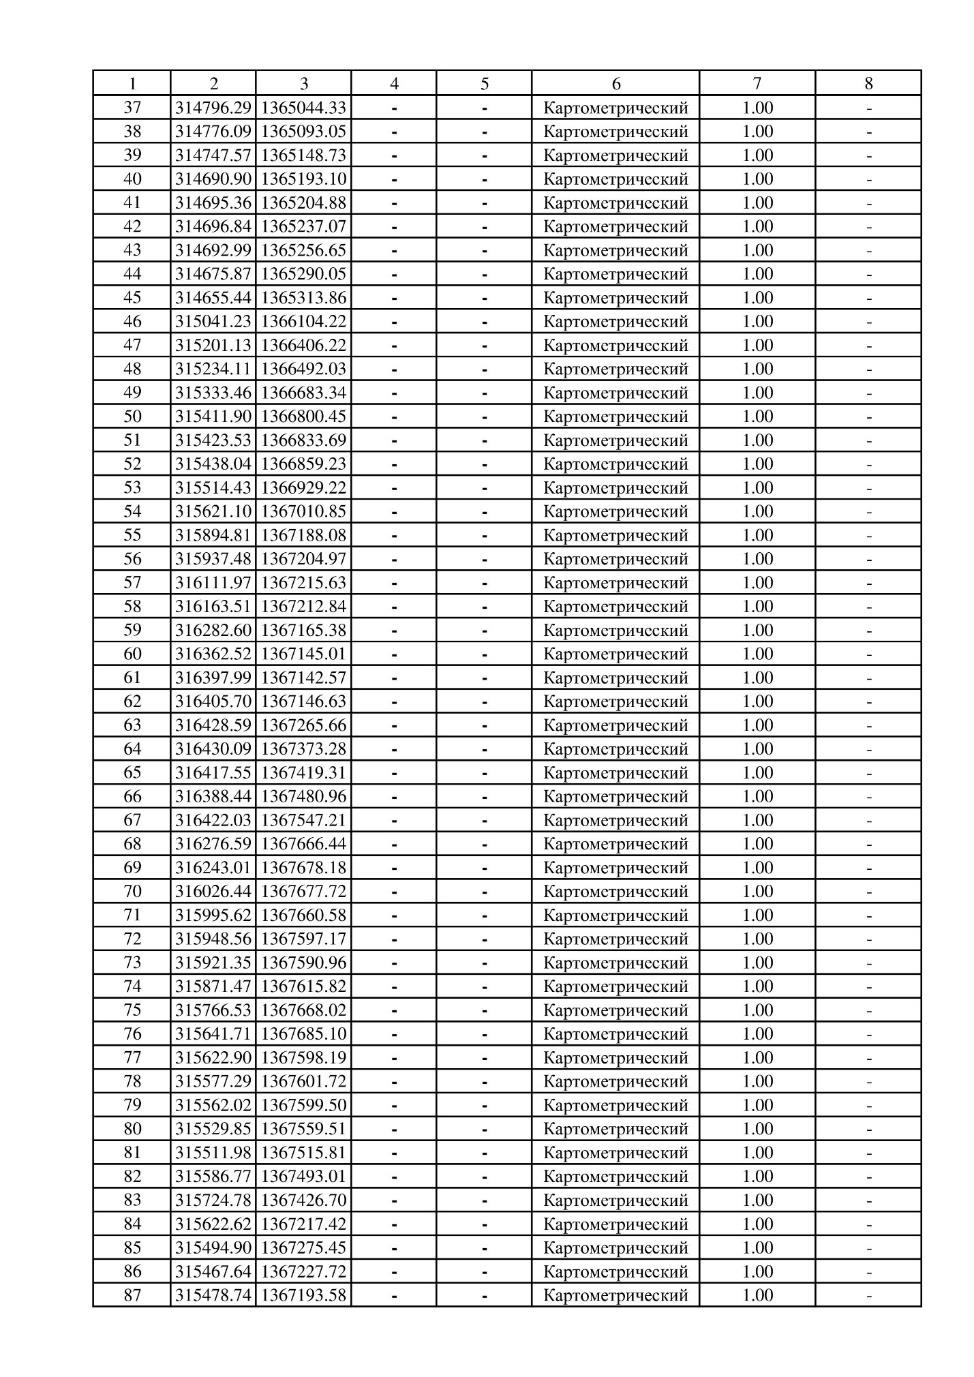 1 2 3 4 5 6 7 8
37 314796.29 1365044.33 - - Картометрический 1.00 -
38 314776.09 1365093.05 - - Картометрический 1.00 -
39 314747.57 1365148.73 - - Картометрический 1.00 -
40 314690.90 1365193.10 - - Картометрический 1.00 -
41 314695.36 1365204.88 - - Картометрический 1.00 -
42 314696.84 1365237.07 - - Картометрический 1.00 -
43 314692.99 1365256.65 - - Картометрический 1.00 -
44 314675.87 1365290.05 - - Картометрический 1.00 -
45 314655.44 1365313.86 - - Картометрический 1.00 -
46 315041.23 1366104.22 - - Картометрический 1.00 -
47 315201.13 1366406.22 - - Картометрический 1.00 -
48 315234.11 1366492.03 - - Картометрический 1.00 -
49 315333.46 1366683.34 - - Картометрический 1.00 -
50 315411.90 1366800.45 - - Картометрический 1.00 -
51 315423.53 1366833.69 - - Картометрический 1.00 -
52 315438.04 1366859.23 - - Картометрический 1.00 -
53 315514.43 1366929.22 - - Картометрический 1.00 -
54 315621.10 1367010.85 - - Картометрический 1.00 -
55 315894.81 1367188.08 - - Картометрический 1.00 -
56 315937.48 1367204.97 - - Картометрический 1.00 -
57 316111.97 1367215.63 - - Картометрический 1.00 -
58 316163.51 1367212.84 - - Картометрический 1.00 -
59 316282.60 1367165.38 - - Картометрический 1.00 -
60 316362.52 1367145.01 - - Картометрический 1.00 -
61 316397.99 1367142.57 - - Картометрический 1.00 -
62 316405.70 1367146.63 - - Картометрический 1.00 -
63 316428.59 1367265.66 - - Картометрический 1.00 -
64 316430.09 1367373.28 - - Картометрический 1.00 -
65 316417.55 1367419.31 - - Картометрический 1.00 -
66 316388.44 1367480.96 - - Картометрический 1.00 -
67 316422.03 1367547.21 - - Картометрический 1.00 -
68 316276.59 1367666.44 - - Картометрический 1.00 -
69 316243.01 1367678.18 - - Картометрический 1.00 -
70 316026.44 1367677.72 - - Картометрический 1.00 -
71 315995.62 1367660.58 - - Картометрический 1.00 -
72 315948.56 1367597.17 - - Картометрический 1.00 -
73 315921.35 1367590.96 - - Картометрический 1.00 -
74 315871.47 1367615.82 - - Картометрический 1.00 -
75 315766.53 1367668.02 - - Картометрический 1.00 -
76 315641.71 1367685.10 - - Картометрический 1.00 -
77 315622.90 1367598.19 - - Картометрический 1.00 -
78 315577.29 1367601.72 - - Картометрический 1.00 -
79 315562.02 1367599.50 - - Картометрический 1.00 -
80 315529.85 1367559.51 - - Картометрический 1.00 -
81 315511.98 1367515.81 - - Картометрический 1.00 -
82 315586.77 1367493.01 - - Картометрический 1.00 -
83 315724.78 1367426.70 - - Картометрический 1.00 -
84 315622.62 1367217.42 - - Картометрический 1.00 -
85 315494.90 1367275.45 - - Картометрический 1.00 -
86 315467.64 1367227.72 - - Картометрический 1.00 -
87 315478.74 1367193.58 - - Картометрический 1.00 -